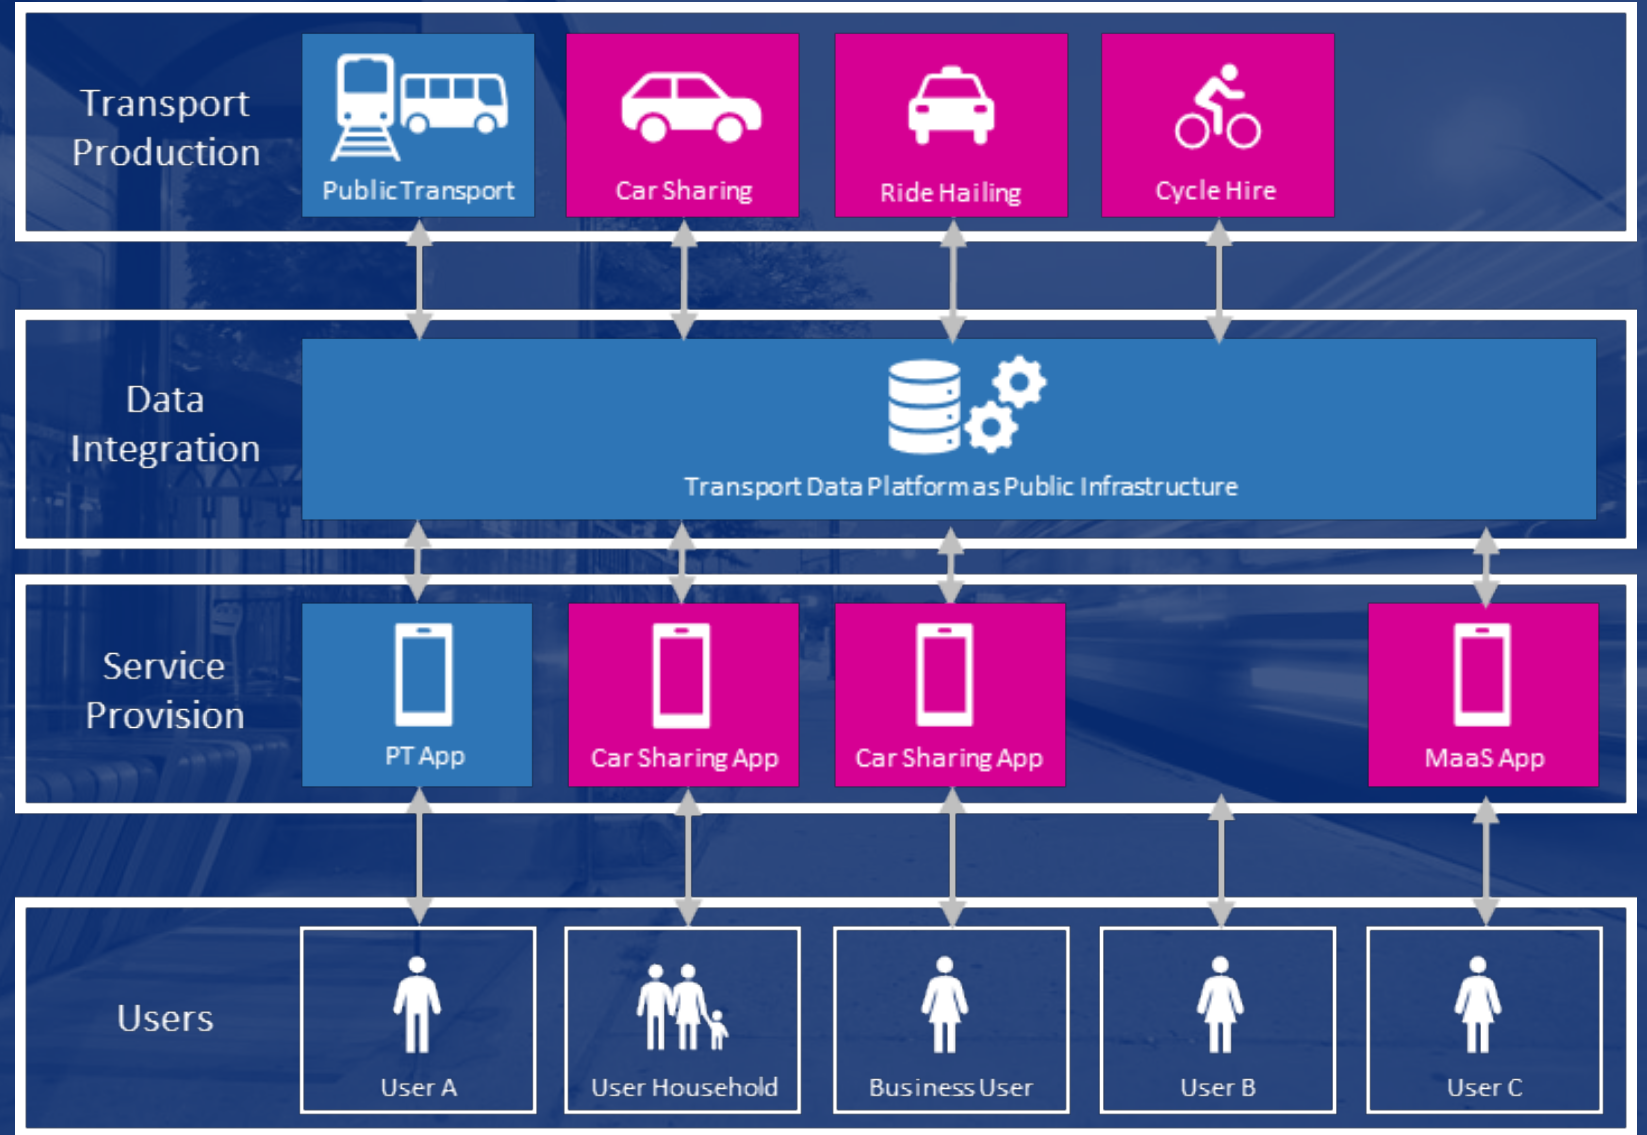 Transport
Production
Public Transport
Car Sharing
Ride Hailing
Cycle Hire
Data
Integration
Transport Data Platform as Public Infrastructure
Service
Provision
PT App
Car Sharing App
Car Sharing App
MaaS App
Users
User A
User Household
Business User
User B
User C